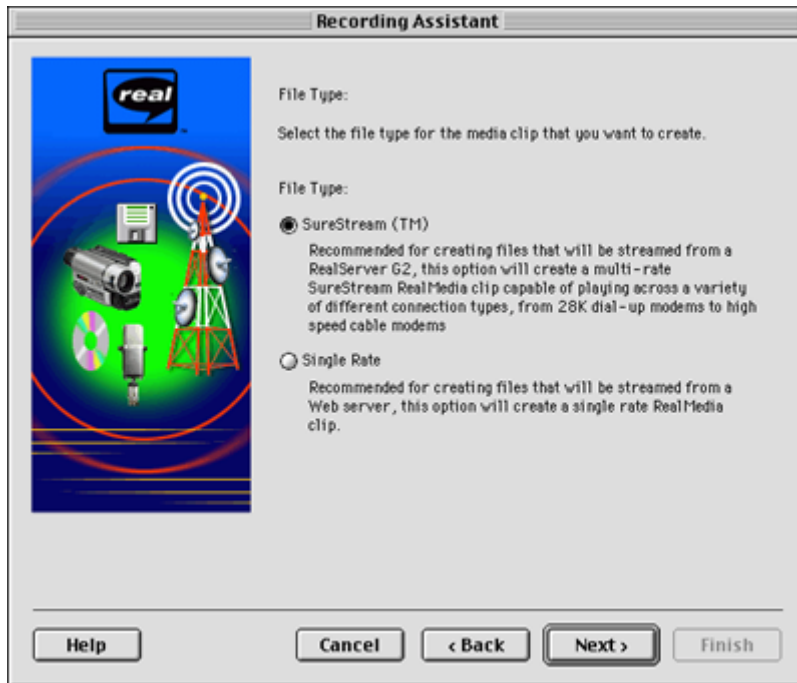 Recording Assistant
real
File Type:
Select the file type for the media clip that you want to create.
File Type:
SureStream (TM)
Recommended for creating files that will be streamed from a
RealServer G2, this option will create a multi-rate
SureStream RealMedia clip capable of playing across a variety
of different connection types, from 28K dial-up modems to high
speed cable modems
Single Rate
Recommended for creating files that will be streamed from a
Web server, this option will create a single rate RealMedia
clip.
Help
Cancel
‹ Back
Next ›
Finish